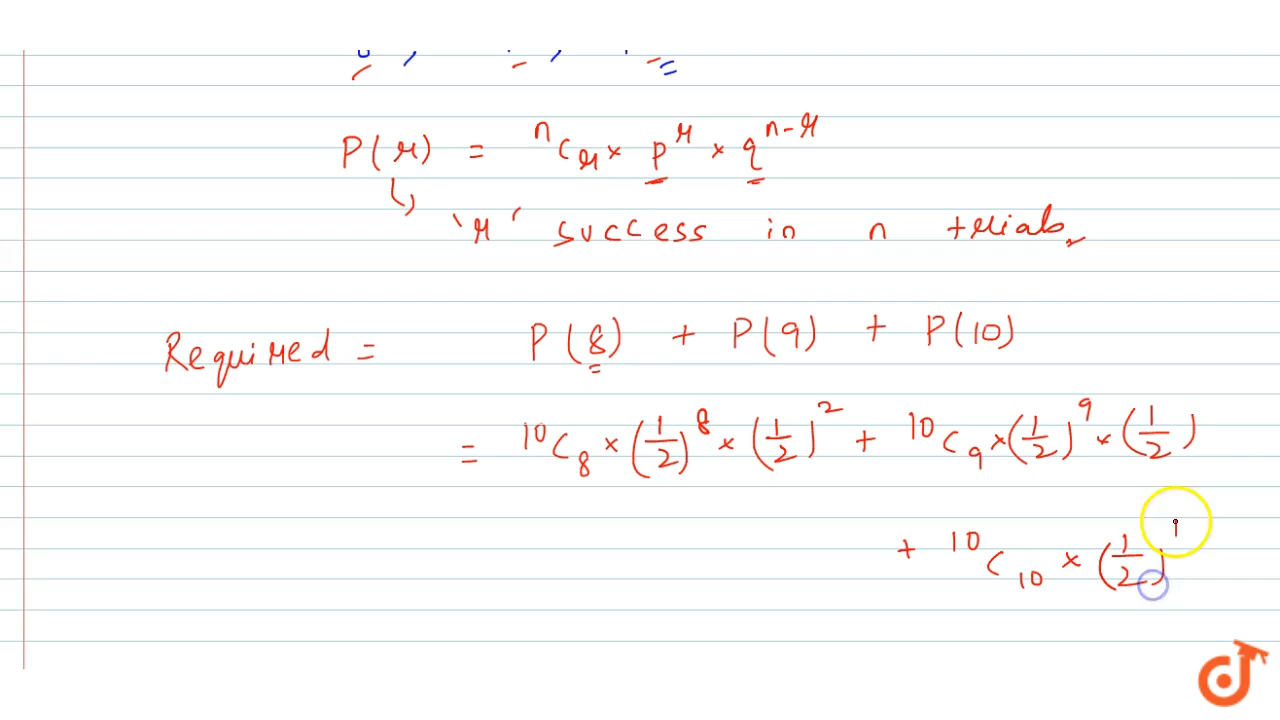 P(r) = ⁿCᵣ × pʳ × qⁿ⁻ʳ
'r' success in n trials,
Required = P(8) + P(9) + P(10)
= ¹⁰C₈ × (1/2)⁸ × (1/2)² + ¹⁰C₉ × (1/2)⁹ × (1/2)
+ ¹⁰C₁₀ × (1/2)¹